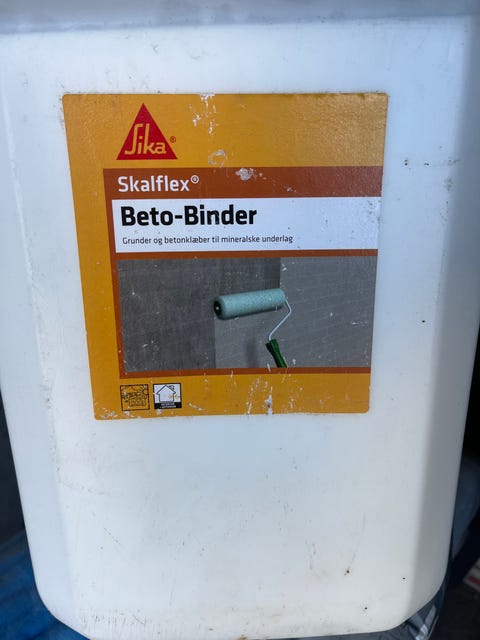 Sika®
Skalflex®
Beto-Binder
Grunder og betonklæber til mineralske underlag